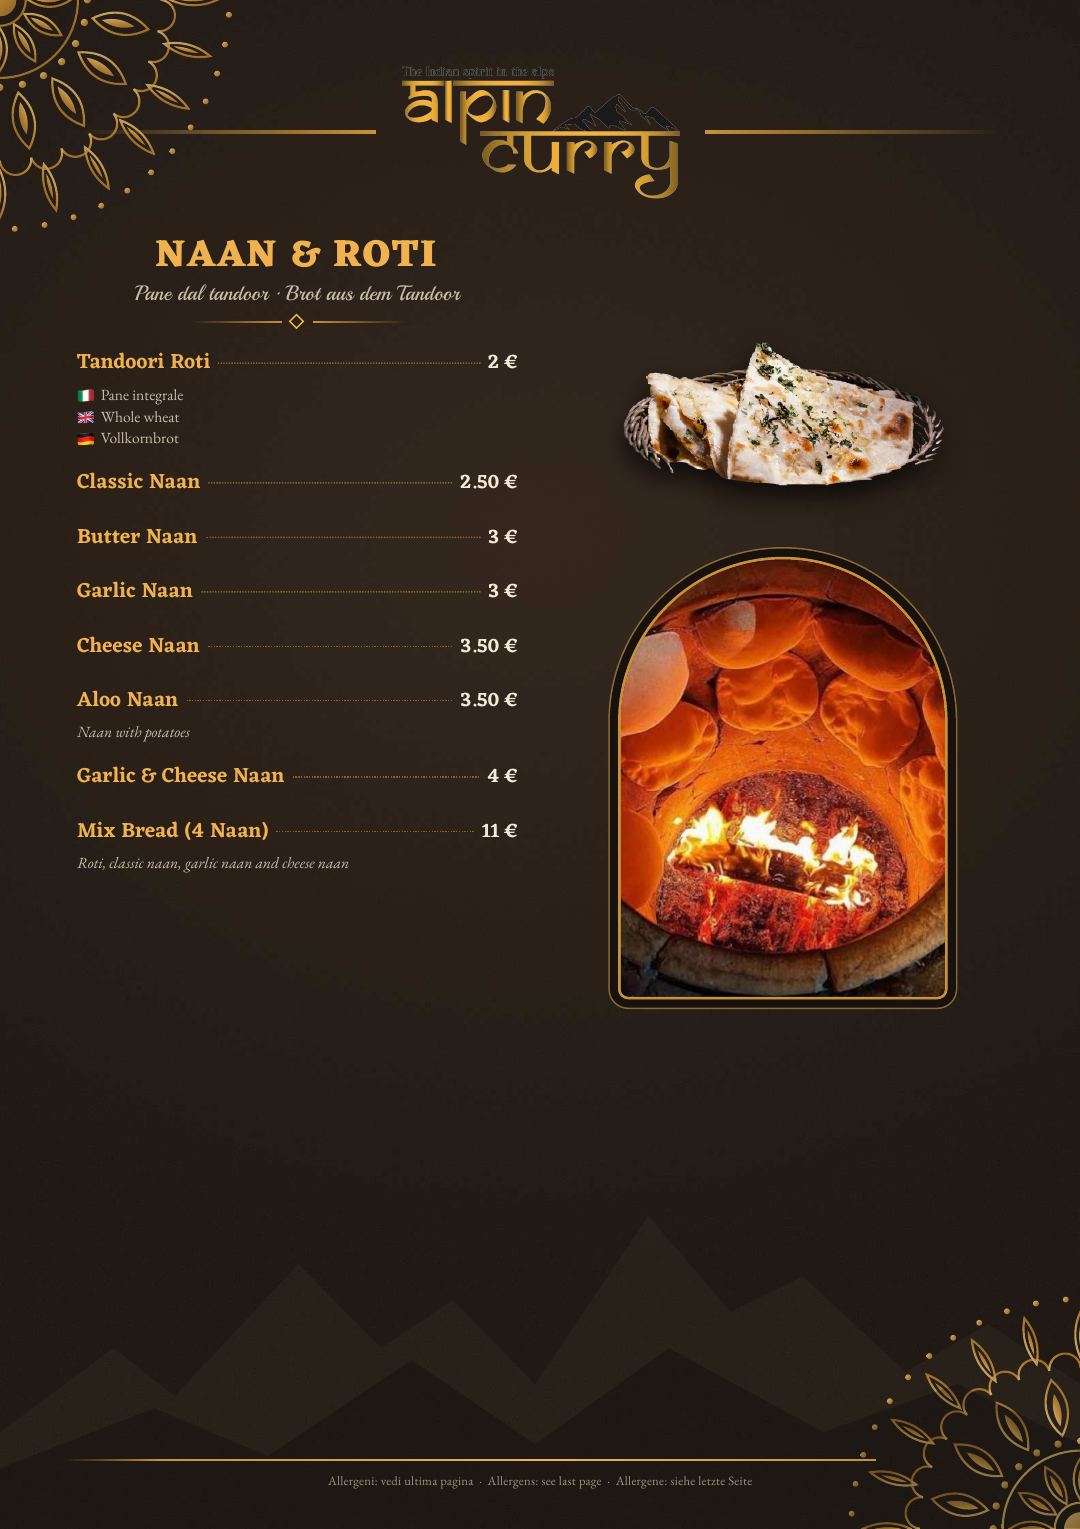 The Indian spirit in the alps
alpin
curry
NAAN & ROTI
Pane dal tandoor · Brot aus dem Tandoor
Tandoori Roti 2 €
Pane integrale
Whole wheat
Vollkornbrot
Classic Naan 2.50 €
Butter Naan 3 €
Garlic Naan 3 €
Cheese Naan 3.50 €
Aloo Naan 3.50 €
Naan with potatoes
Garlic & Cheese Naan 4 €
Mix Bread (4 Naan) 11 €
Roti, classic naan, garlic naan and cheese naan
Allergeni: vedi ultima pagina · Allergens: see last page · Allergene: siehe letzte Seite